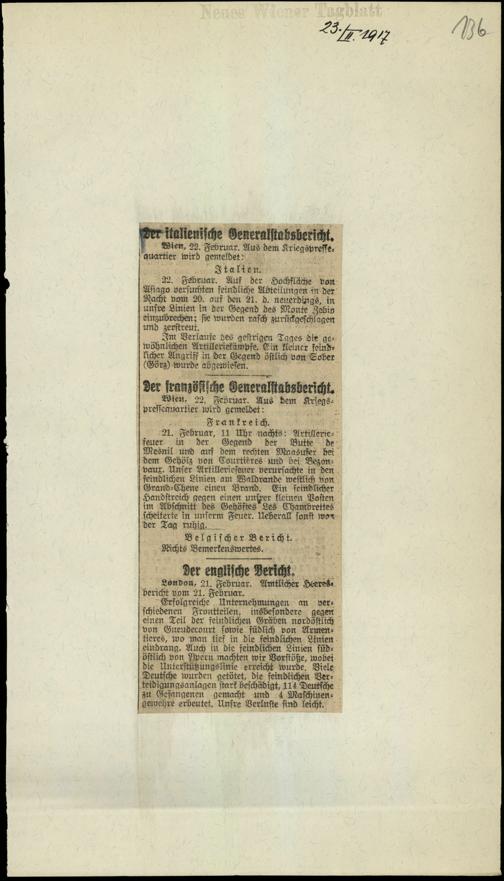 Neues Wiener Tagblatt
23./II. 1917
136
Der italienische Generalstabsbericht.
Wien, 22. Februar. Aus dem Kriegspresse-
quartier wird gemeldet:
Italien.
22. Februar. Auf der Hochfläche von
Asiago versuchten feindliche Abteilungen in der
Nacht vom 20. auf den 21. d. neuerdings, in
unsre Linien in der Gegend des Monte Zobio
einzubrechen; sie wurden rasch zurückgeschlagen
und zerstreut.
Im Verlaufe des gestrigen Tages die ge-
wöhnlichen Artilleriekämpfe. Ein kleiner feind-
licher Angriff in der Gegend östlich von Sober
(Görz) wurde abgewiesen.
Der französische Generalstabsbericht.
Wien, 22. Februar. Aus dem Kriegs-
pressequartier wird gemeldet:
Frankreich.
21. Februar, 11 Uhr nachts: Artillerie-
feuer in der Gegend der Butte de
Mesnil und auf dem rechten Maasufer bei
dem Gehölz von Courrières und bei Bezon-
vaux. Unser Artilleriefeuer verursachte in den
feindlichen Linien am Waldrande westlich von
Grand-Chene einen Brand. Ein feindlicher
Handstreich gegen einen unsrer kleinen Posten
im Abschnitt des Gehöftes Les Chambrettes
scheiterte in unserm Feuer. Ueberall sonst war
der Tag ruhig.
Belgischer Bericht.
Nichts Bemerkenswertes.
Der englische Bericht.
London, 21. Februar. Amtlicher Heeres-
bericht vom 21. Februar.
Erfolgreiche Unternehmungen an ver-
schiedenen Frontteilen, insbesondere gegen
einen Teil der feindlichen Gräben nordöstlich
von Gueudecourt sowie südlich von Armen-
tieres, wo man tief in die feindlichen Linien
eindrang. Auch in die feindlichen Linien süd-
östlich von Ypern machten wir Vorstöße, wobei
die Unterstützungslinie erreicht wurde. Viele
Deutsche wurden getötet, die feindlichen Ver-
teidigungsanlagen stark beschädigt, 114 Deutsche
zu Gefangenen gemacht und 4 Maschinen-
gewehre erbeutet. Unsre Verluste sind leicht.